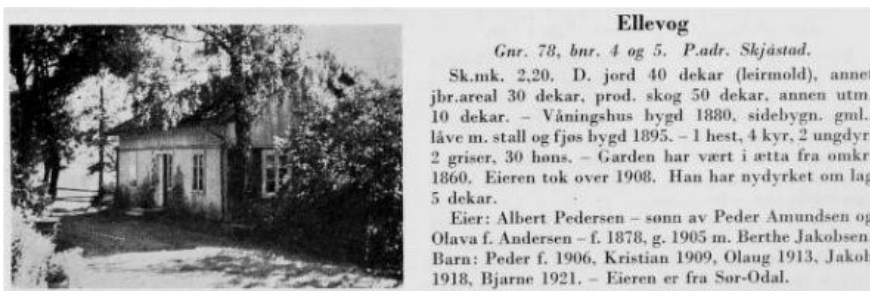 Ellevog
Gnr. 78, bnr. 4 og 5. P.adr. Skjåstad.
Sk.mk. 2,20. D. jord 40 dekar (leirmold), annet
jbr.areal 30 dekar, prod. skog 50 dekar, annen utm.
10 dekar. – Våningshus bygd 1880, sidebygn. gml.,
låve m. stall og fjøs bygd 1895. – 1 hest, 4 kyr, 2 ungdyr,
2 griser, 30 høns. – Garden har vært i ætta fra omkr.
1860. Eieren tok over 1908. Han har nydyrket om lag
5 dekar.
Eier: Albert Pedersen – sønn av Peder Amundsen og
Olava f. Andersen – f. 1878, g. 1905 m. Berthe Jakobsen.
Barn: Peder f. 1906, Kristian 1909, Olaug 1913, Jakob
1918, Bjarne 1921. – Eieren er fra Sør-Odal.